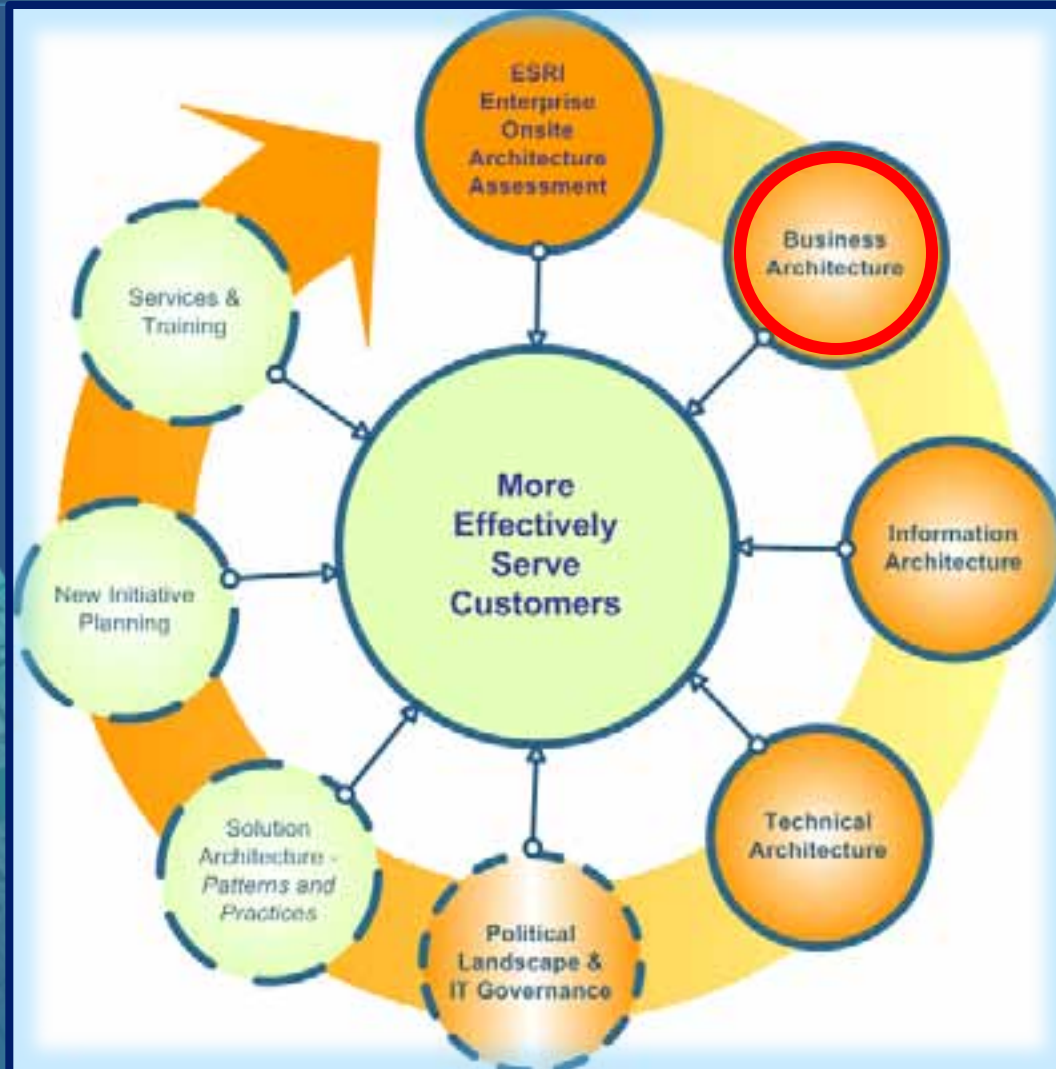 ESRI
Enterprise
Onsite
Architecture
Assessment
Business
Architecture
Information
Architecture
Technical
Architecture
Political
Landscape &
IT Governance
Solution
Architecture -
Patterns and
Practices
New Initiative
Planning
Services &
Training
More
Effectively
Serve
Customers